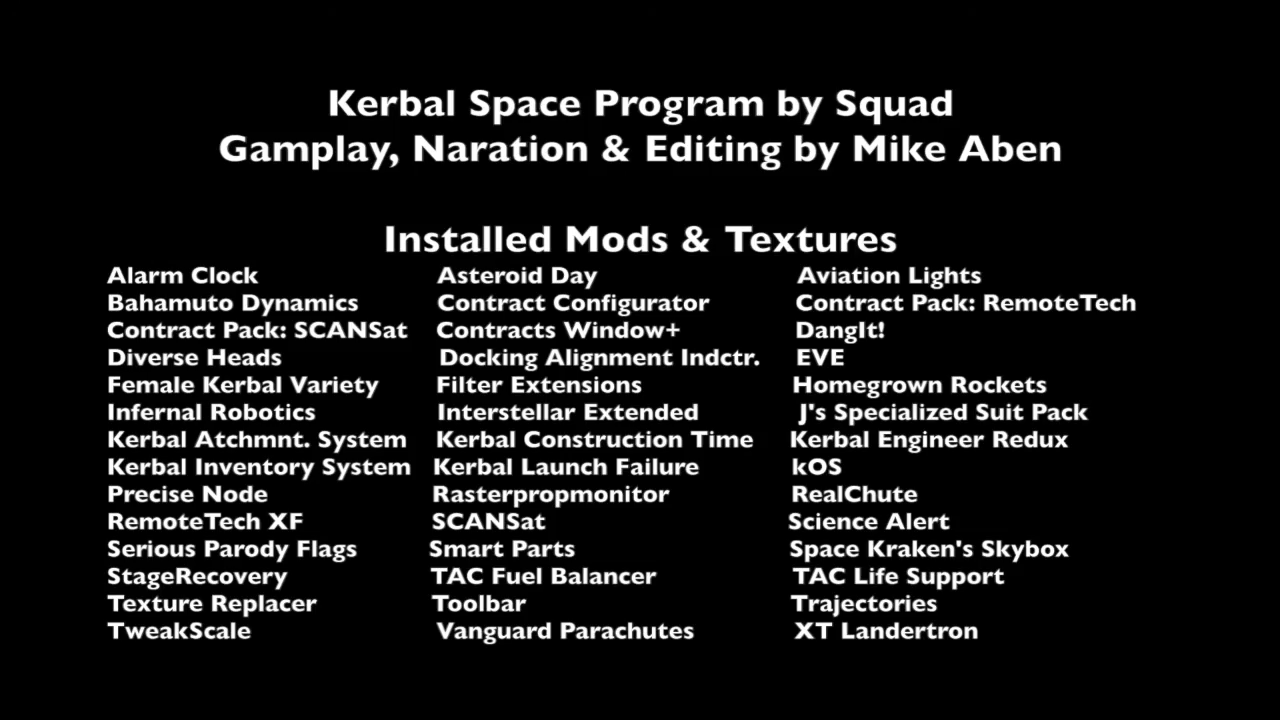 Kerbal Space Program by Squad
Gamplay, Naration & Editing by Mike Aben
Installed Mods & Textures
Alarm Clock Asteroid Day Aviation Lights
Bahamuto Dynamics Contract Configurator Contract Pack: RemoteTech
Contract Pack: SCANSat Contracts Window+ DangIt!
Diverse Heads Docking Alignment Indctr. EVE
Female Kerbal Variety Filter Extensions Homegrown Rockets
Infernal Robotics Interstellar Extended J's Specialized Suit Pack
Kerbal Atchmnt. System Kerbal Construction Time Kerbal Engineer Redux
Kerbal Inventory System Kerbal Launch Failure kOS
Precise Node Rasterpropmonitor RealChute
RemoteTech XF SCANSat Science Alert
Serious Parody Flags Smart Parts Space Kraken's Skybox
StageRecovery TAC Fuel Balancer TAC Life Support
Texture Replacer Toolbar Trajectories
TweakScale Vanguard Parachutes XT Landertron